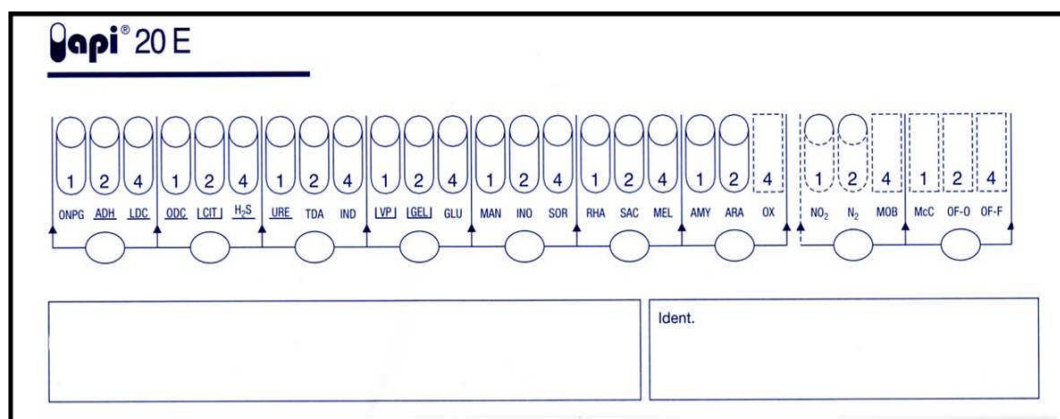 api® 20 E
1 2 4 1 2 4 1 2 4 1 2 4 1 2 4 1 2 4 1 2 4 1 2 4 1 2 4
ONPG ADH LDC ODC CIT H₂S URE TDA IND VP GEL GLU MAN INO SOR RHA SAC MEL AMY ARA OX NO₂ N₂ MOB McC OF-O OF-F
Ident.